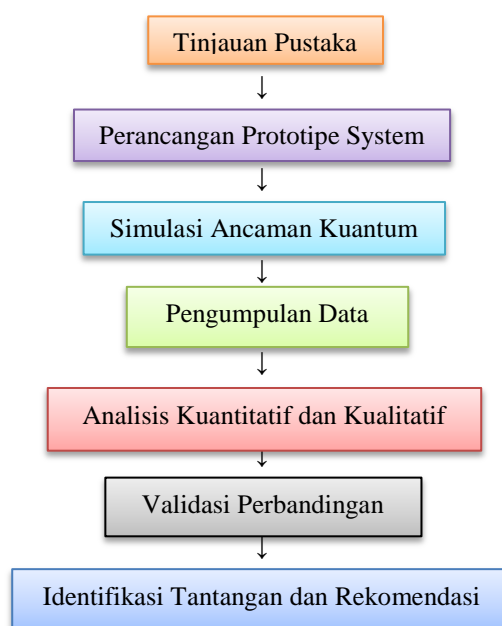 Tinjauan Pustaka
↓
Perancangan Prototipe System
↓
Simulasi Ancaman Kuantum
↓
Pengumpulan Data
↓
Analisis Kuantitatif dan Kualitatif
↓
Validasi Perbandingan
↓
Identifikasi Tantangan dan Rekomendasi